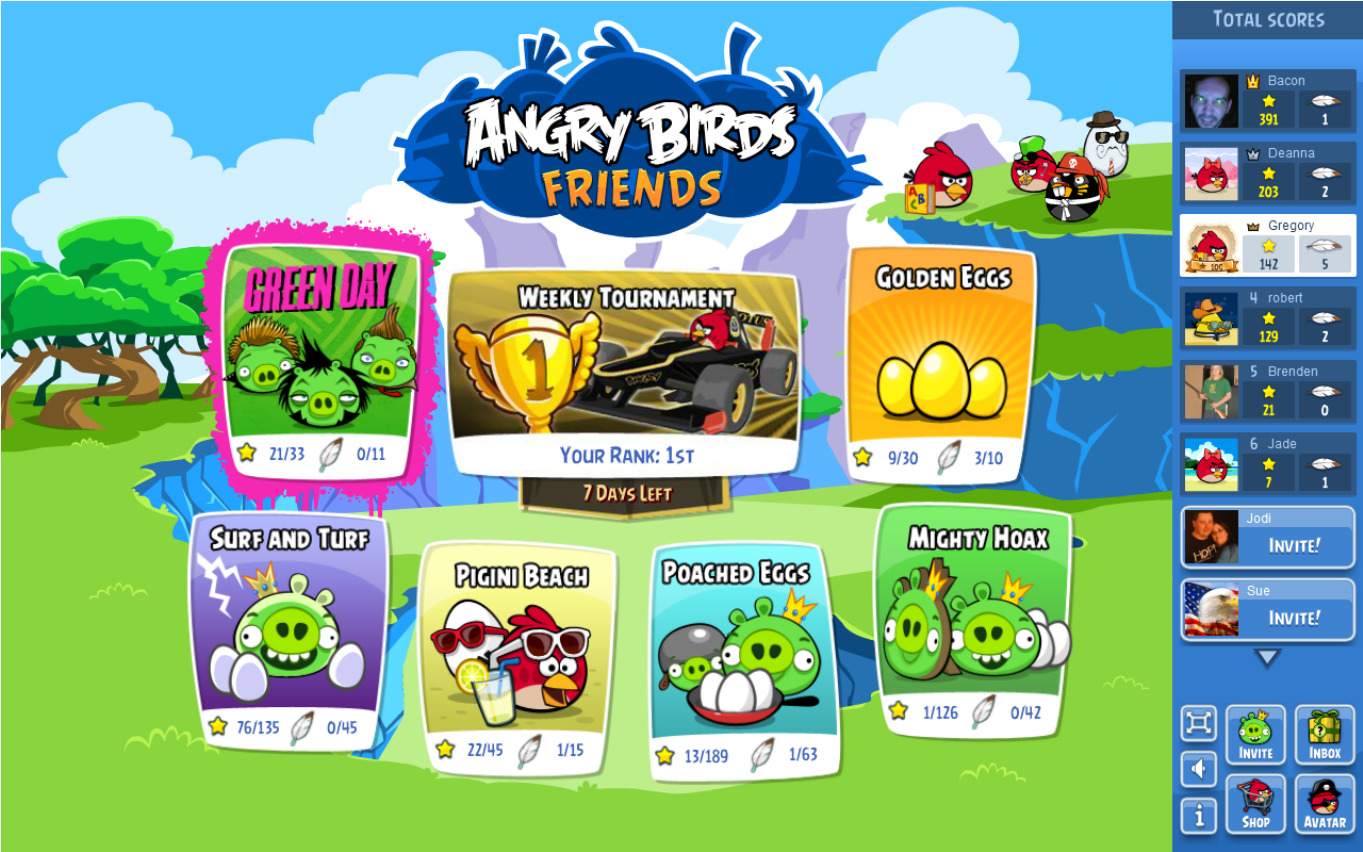 ANGRY BIRDS
FRIENDS
A
B
C
GREEN DAY
21/33
0/11
WEEKLY TOURNAMENT
1
ANGRY
YOUR RANK: 1ST
7 DAYS LEFT
GOLDEN EGGS
9/30
3/10
SURF AND TURF
76/135
0/45
PIGINI BEACH
22/45
1/15
POACHED EGGS
13/189
1/63
MIGHTY HOAX
1/126
0/42
TOTAL SCORES
Bacon
391
1
Deanna
203
2
Gregory
142
5
100
4 robert
129
2
5 Brenden
21
0
6 Jade
7
1
Jodi
INVITE!
Sue
INVITE!
INVITE
?
INBOX
i
SHOP
AVATAR